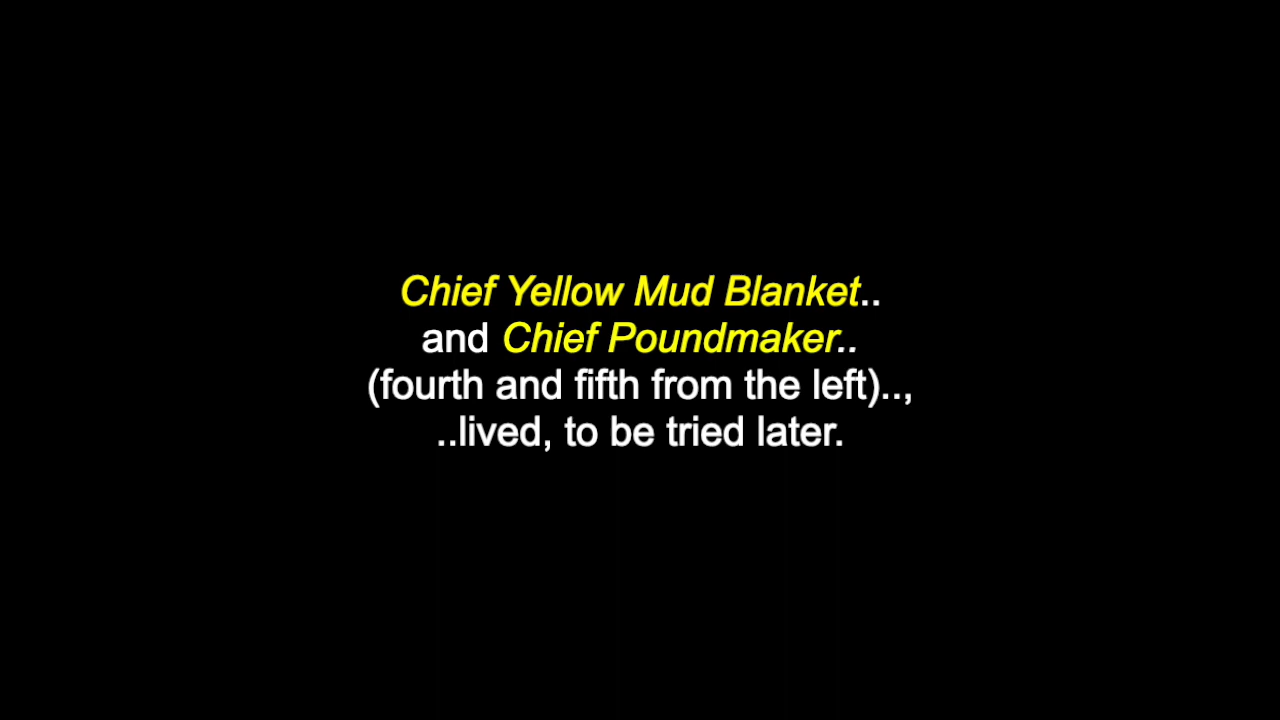 Chief Yellow Mud Blanket..
and Chief Poundmaker..
(fourth and fifth from the left)..,
..lived, to be tried later.